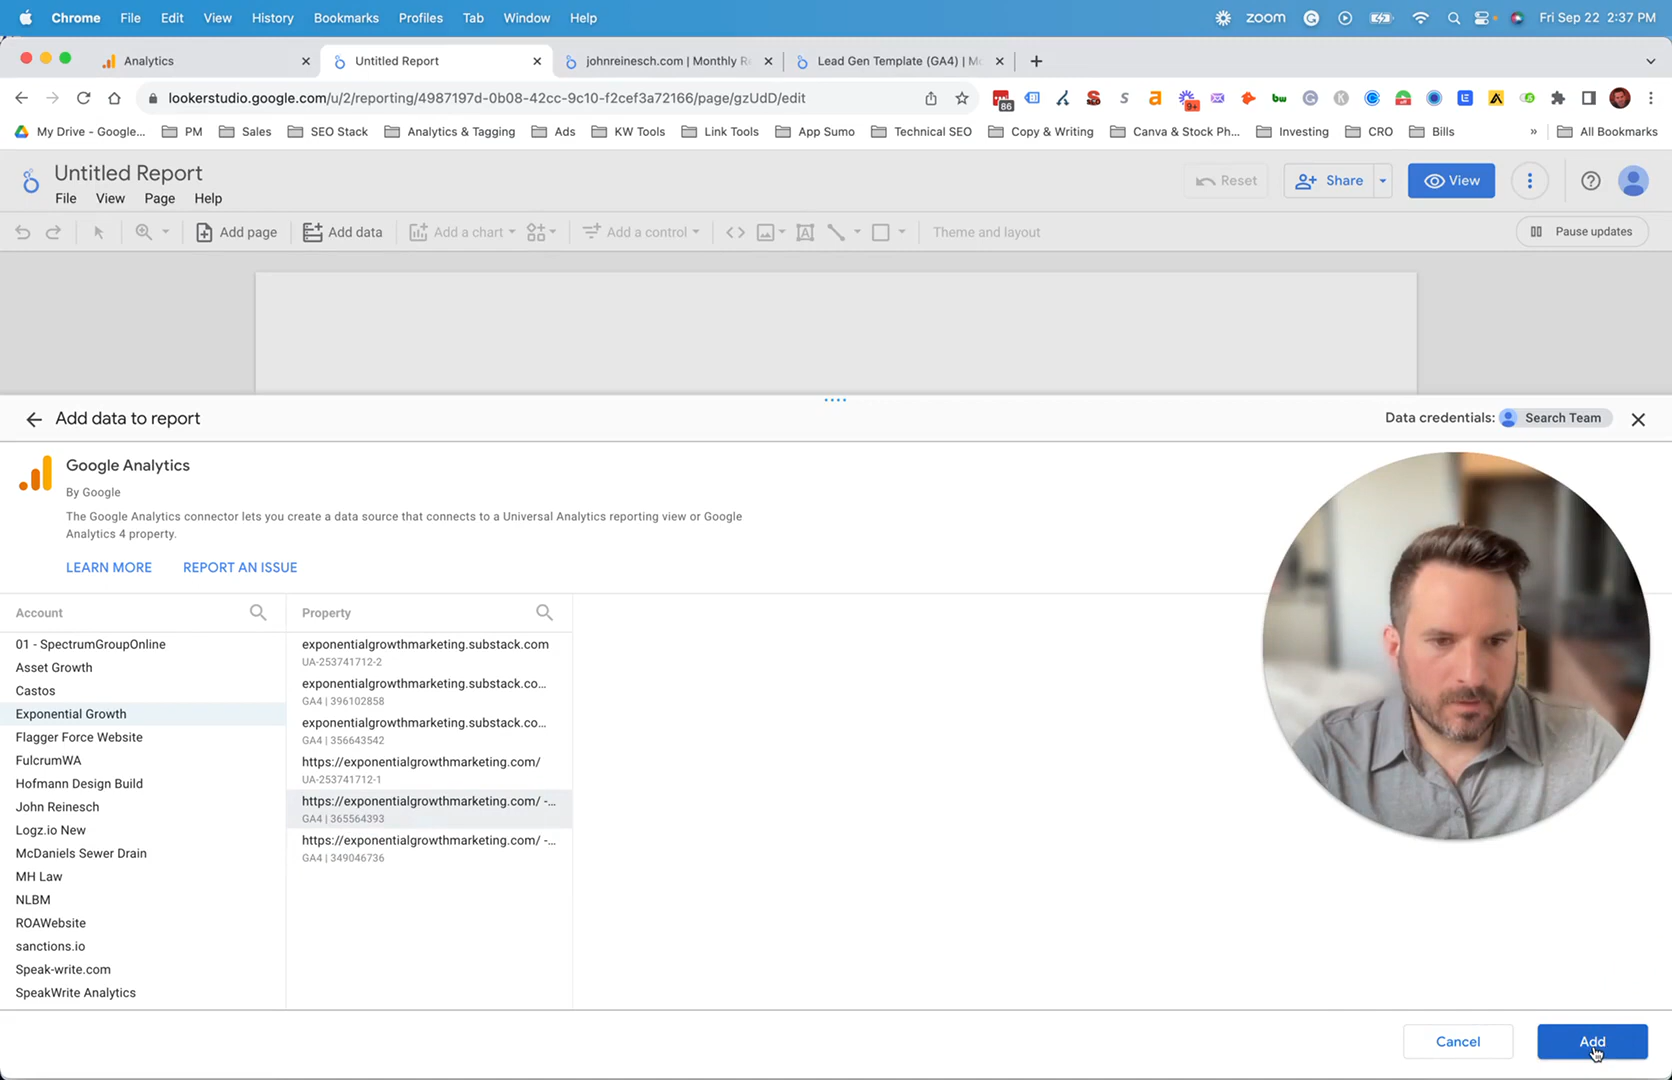 Chrome File Edit View History Bookmarks Profiles Tab Window Help zoom Fri Sep 22 2:37 PM
Analytics Untitled Report johnreinesch.com | Monthly R Lead Gen Template (GA4) | M
lookerstudio.google.com/u/2/reporting/4987197d-0b08-42cc-9c10-f2cef3a72166/page/gzUdD/edit 86 9+
My Drive - Google... PM Sales SEO Stack Analytics & Tagging Ads KW Tools Link Tools App Sumo Technical SEO Copy & Writing Canva & Stock Ph... Investing CRO Bills » All Bookmarks
Untitled Report
File View Page Help
Reset Share View
Add page Add data Add a chart Add a control Theme and layout Pause updates
Add data to report
Data credentials: Search Team
Google Analytics
By Google
The Google Analytics connector lets you create a data source that connects to a Universal Analytics reporting view or Google
Analytics 4 property.
LEARN MORE REPORT AN ISSUE
Account
01 - SpectrumGroupOnline
Asset Growth
Castos
Exponential Growth
Flagger Force Website
FulcrumWA
Hofmann Design Build
John Reinesch
Logz.io New
McDaniels Sewer Drain
MH Law
NLBM
ROAWebsite
sanctions.io
Speak-write.com
SpeakWrite Analytics
Property
exponentialgrowthmarketing.substack.com
UA-253741712-2
exponentialgrowthmarketing.substack.co...
GA4 | 396102858
exponentialgrowthmarketing.substack.co...
GA4 | 356643542
https://exponentialgrowthmarketing.com/
UA-253741712-1
https://exponentialgrowthmarketing.com/ -...
GA4 | 365564393
https://exponentialgrowthmarketing.com/ -...
GA4 | 349046736
Cancel Add